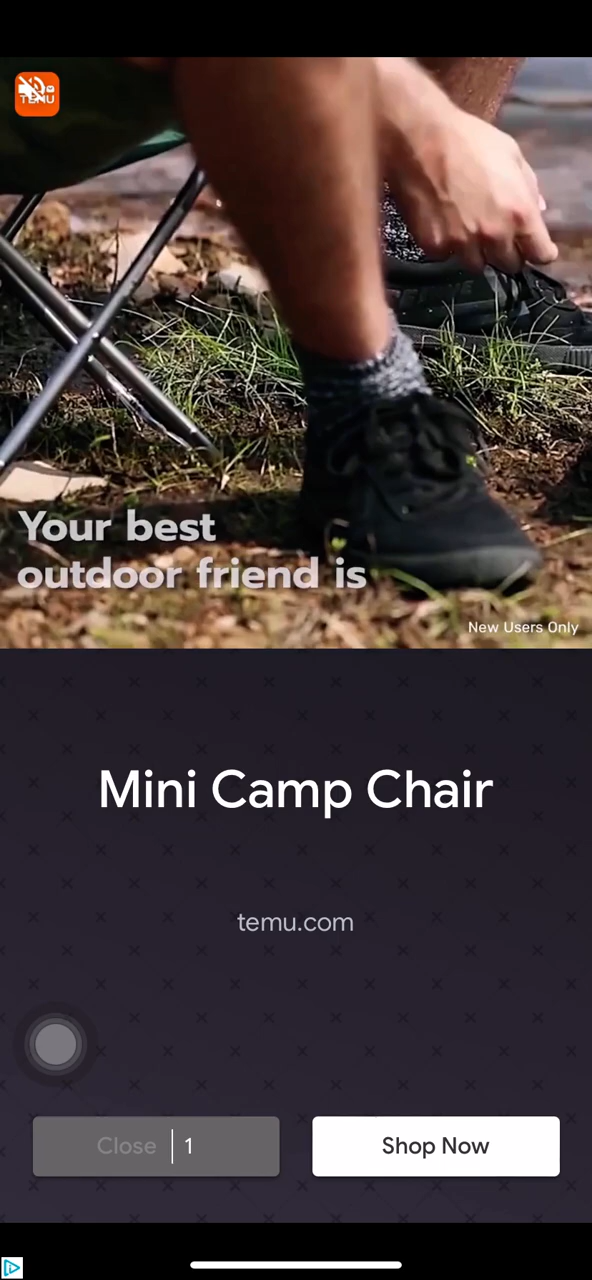 TEMU
Your best
outdoor friend is
New Users Only
Mini Camp Chair
temu.com
Close 1
Shop Now